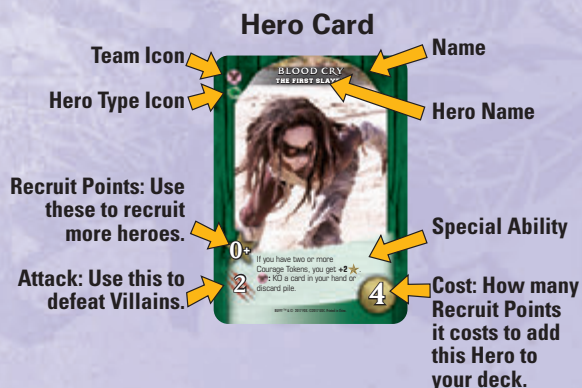 Hero Card
Team Icon
Hero Type Icon
Recruit Points: Use
these to recruit
more heroes.
Attack: Use this to
defeat Villains.
BLOOD CRY
THE FIRST SLAYER
0+
2
If you have two or more
Courage Tokens, you get +2
: KO a card in your hand or
discard pile.
4
Name
Hero Name
Special Ability
Cost: How many
Recruit Points
it costs to add
this Hero to
your deck.